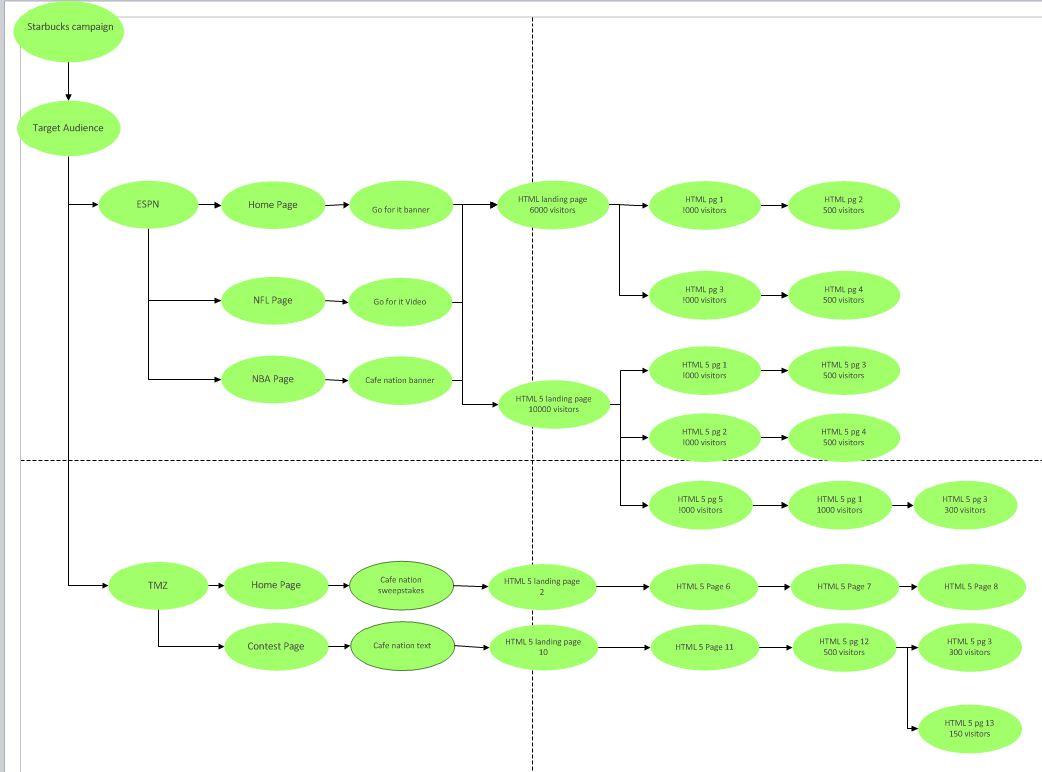 Starbucks campaign
Target Audience
ESPN
Home Page
Go for it banner
HTML landing page
6000 visitors
HTML pg 1
!000 visitors
HTML pg 2
500 visitors
NFL Page
Go for it Video
HTML pg 3
!000 visitors
HTML pg 4
500 visitors
NBA Page
Cafe nation banner
HTML 5 landing page
10000 visitors
HTML 5 pg 1
!000 visitors
HTML 5 pg 3
500 visitors
HTML 5 pg 2
!000 visitors
HTML 5 pg 4
500 visitors
HTML 5 pg 5
!000 visitors
HTML 5 pg 1
1000 visitors
HTML 5 pg 3
300 visitors
TMZ
Home Page
Cafe nation
sweepstakes
HTML 5 landing page
2
HTML 5 Page 6
HTML 5 Page 7
HTML 5 Page 8
Contest Page
Cafe nation text
HTML 5 landing page
10
HTML 5 Page 11
HTML 5 pg 12
500 visitors
HTML 5 pg 3
300 visitors
HTML 5 pg 13
150 visitors